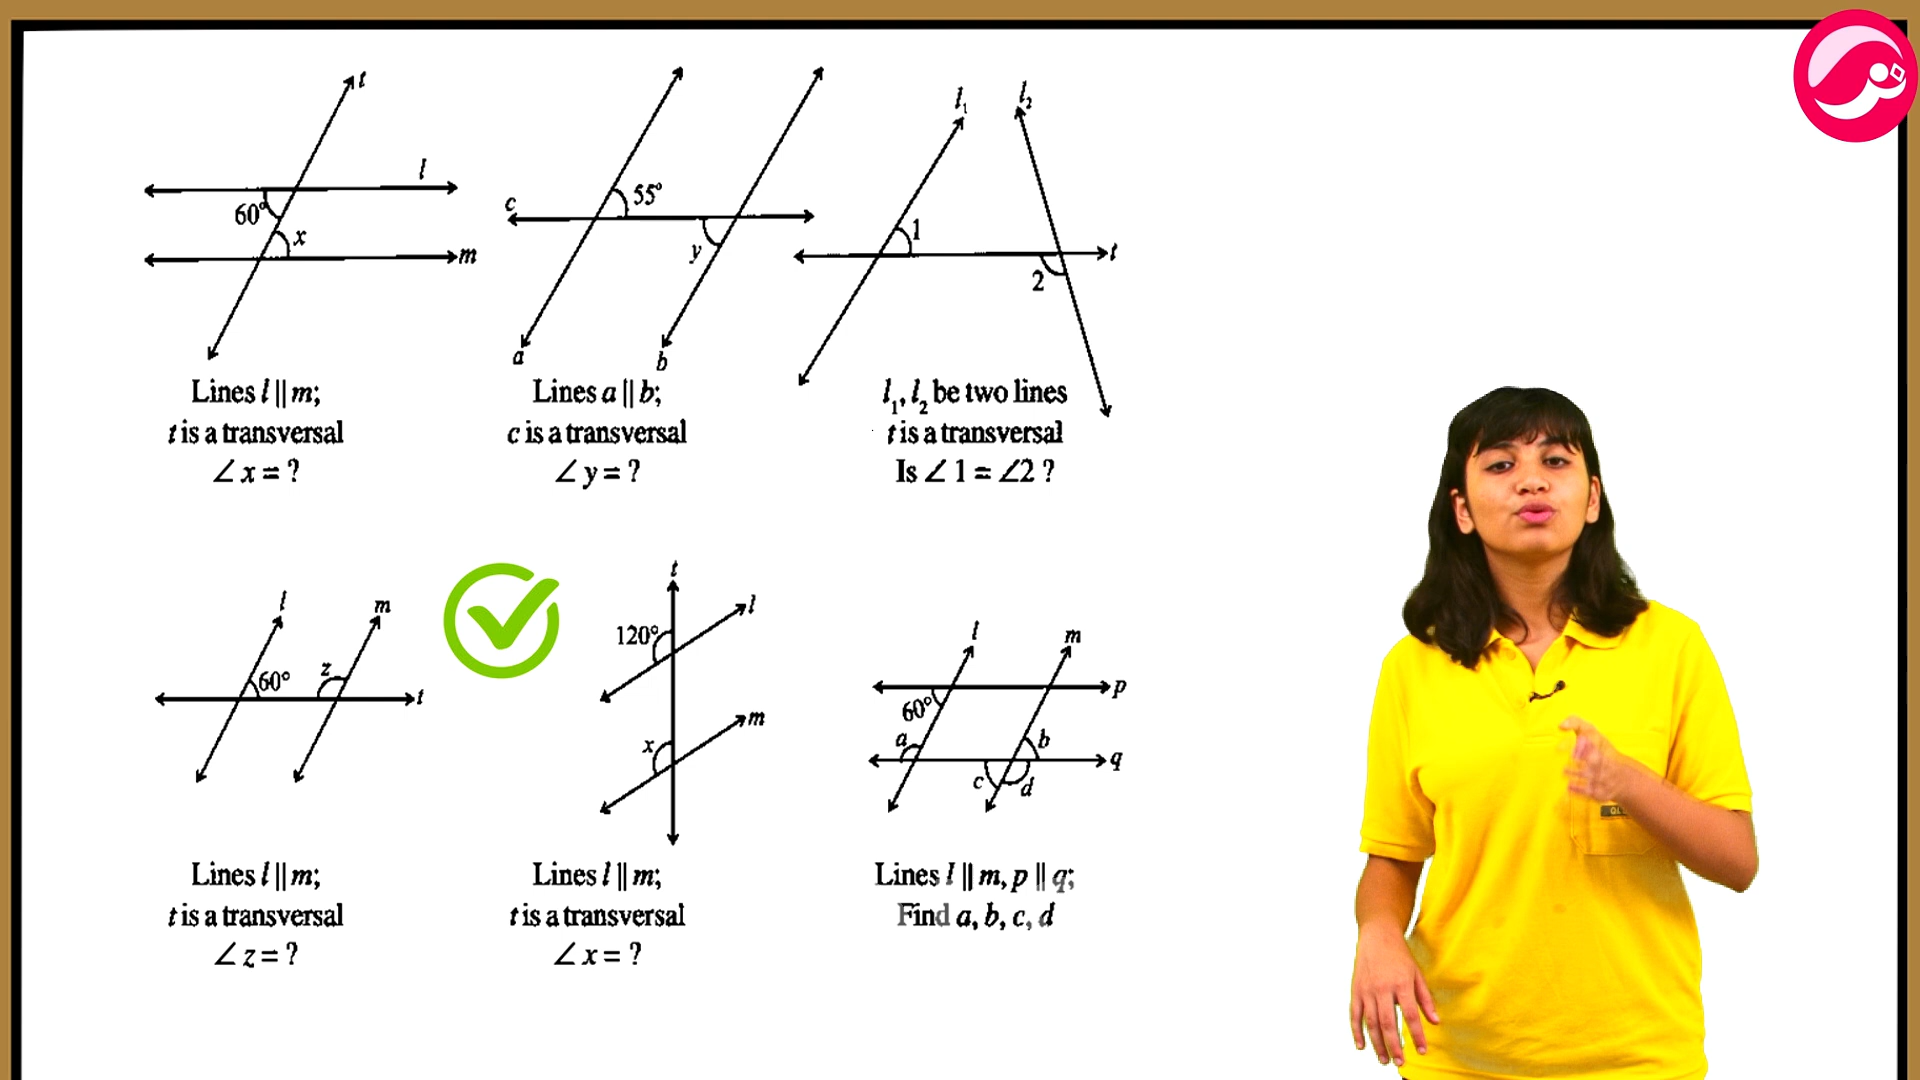 t
l
60°
x
m
c
55°
y
a
b
l₁
l₂
1
t
2
Lines l || m;
t is a transversal
∠ x = ?
Lines a || b;
c is a transversal
∠ y = ?
l₁, l₂ be two lines
t is a transversal
Is ∠ 1 = ∠2 ?
l
m
z
60°
t
t
120°
l
x
m
l
m
p
60°
a
b
q
c
d
Lines l || m;
t is a transversal
∠ z = ?
Lines l || m;
t is a transversal
∠ x = ?
Lines l || m, p || q;
Find a, b, c, d